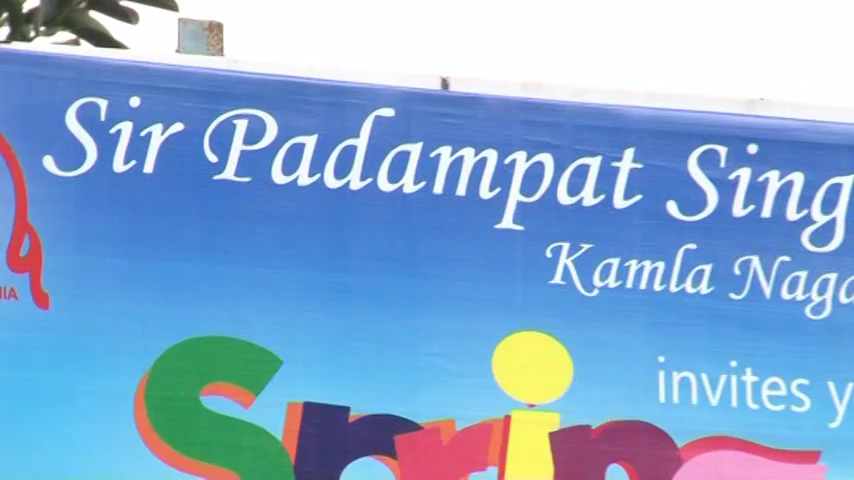 Sir Padampat Sing
Kamla Naga
invites y
Spring